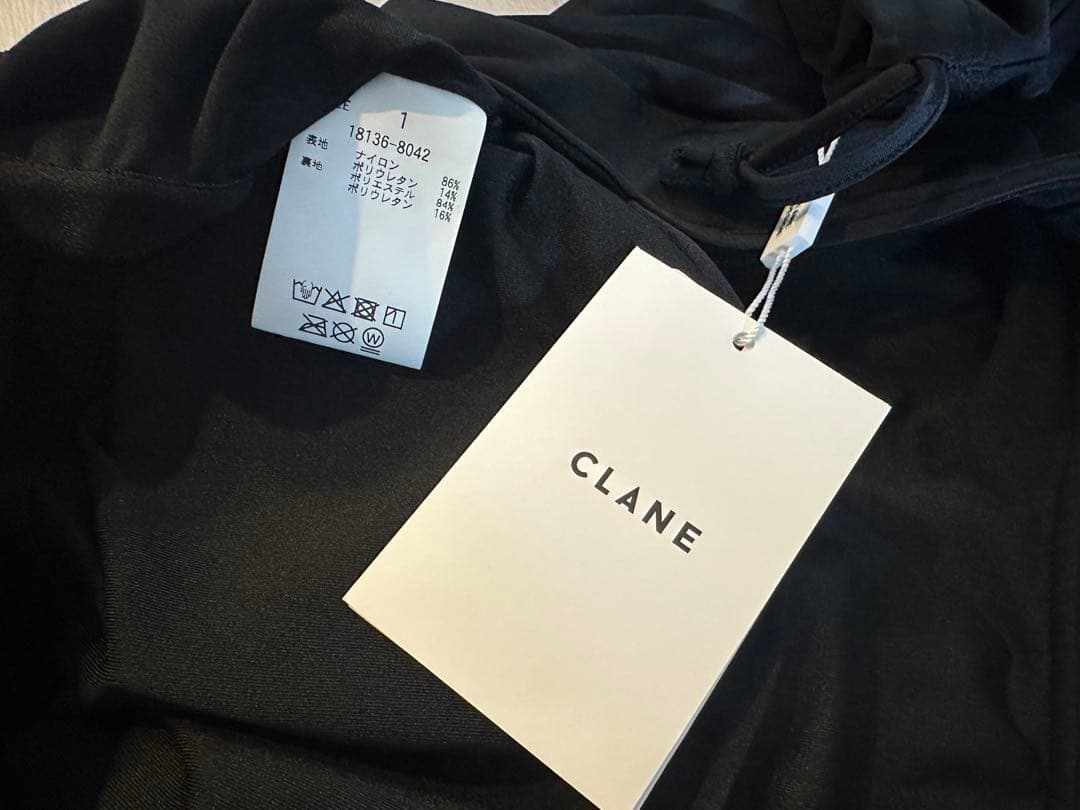 1
18136-8042
表地 ナイロン 86%
ポリウレタン 14%
裏地 ポリエステル 84%
ポリウレタン 16%
W
CLANE